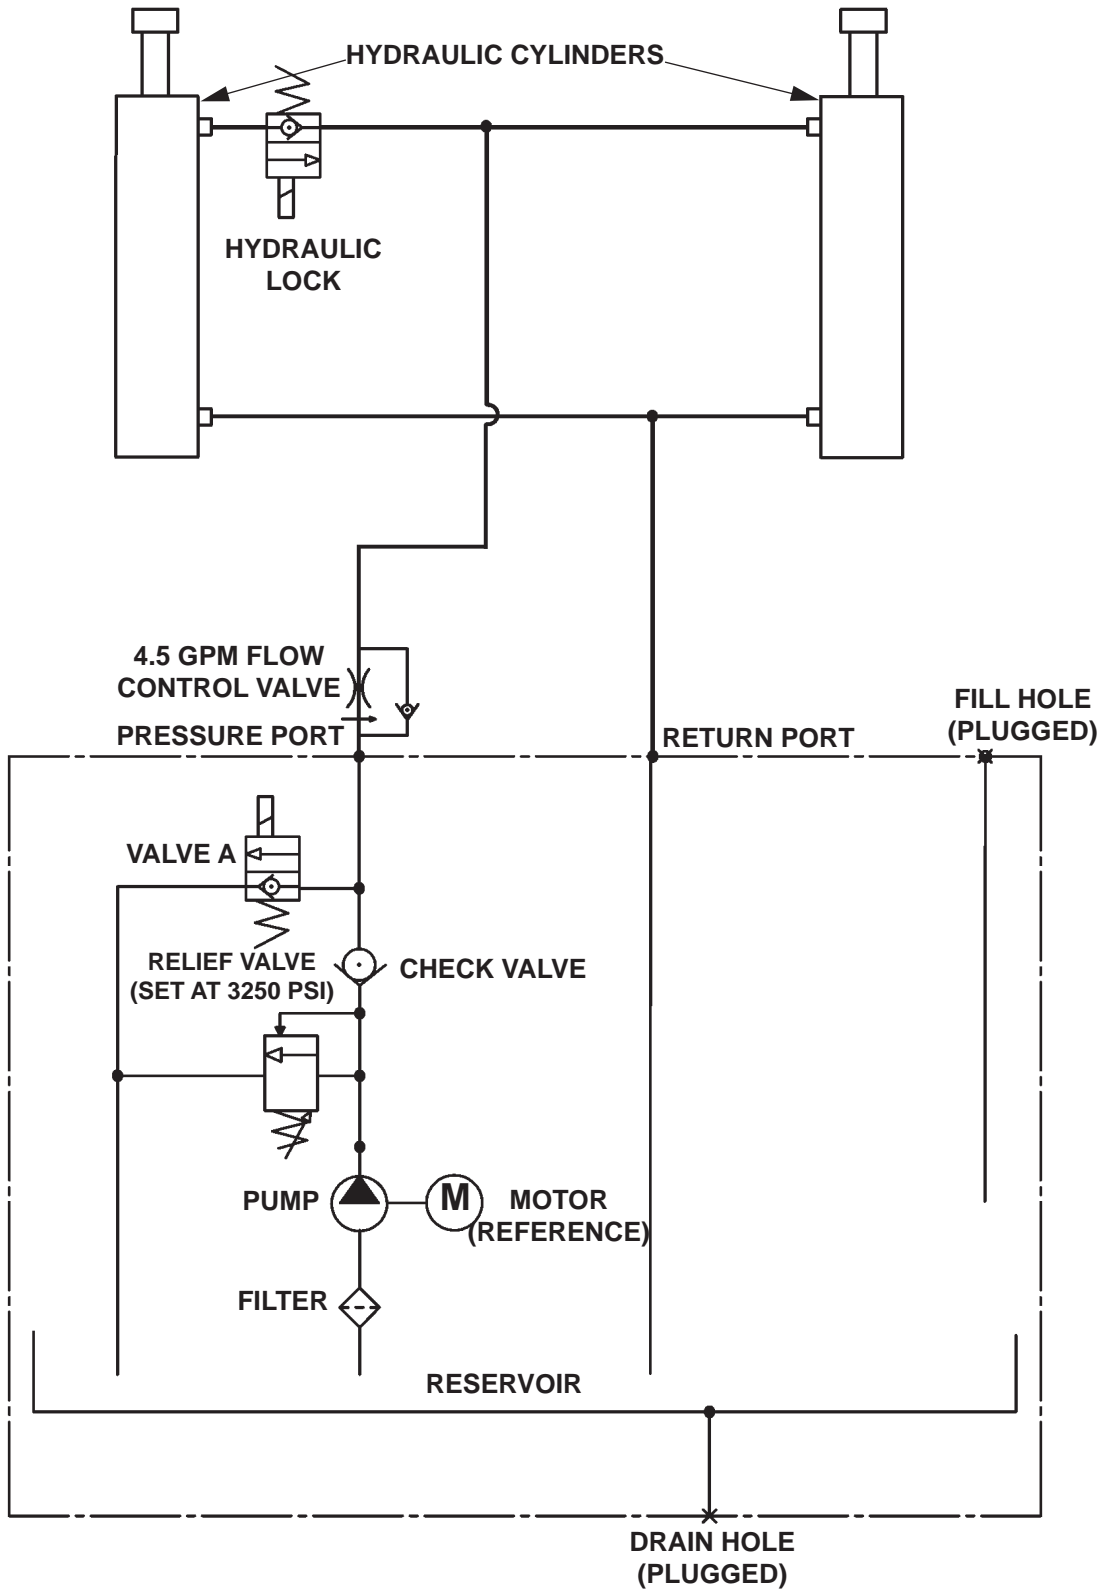 HYDRAULIC CYLINDERS
HYDRAULIC
LOCK
4.5 GPM FLOW
CONTROL VALVE
PRESSURE PORT
RETURN PORT
FILL HOLE
(PLUGGED)
VALVE A
RELIEF VALVE
(SET AT 3250 PSI)
CHECK VALVE
PUMP
M
MOTOR
(REFERENCE)
FILTER
RESERVOIR
DRAIN HOLE
(PLUGGED)